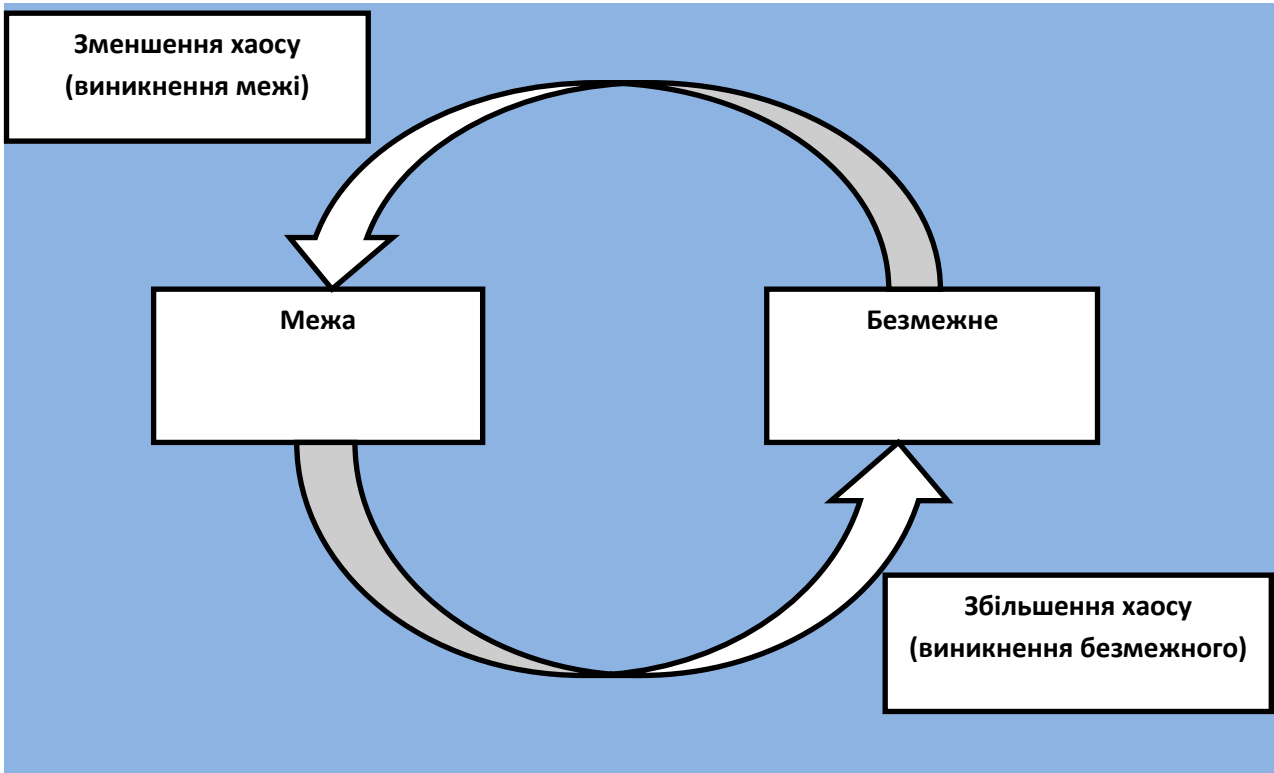 Зменшення хаосу
(виникнення межі)
Межа
Безмежне
Збільшення хаосу
(виникнення безмежного)